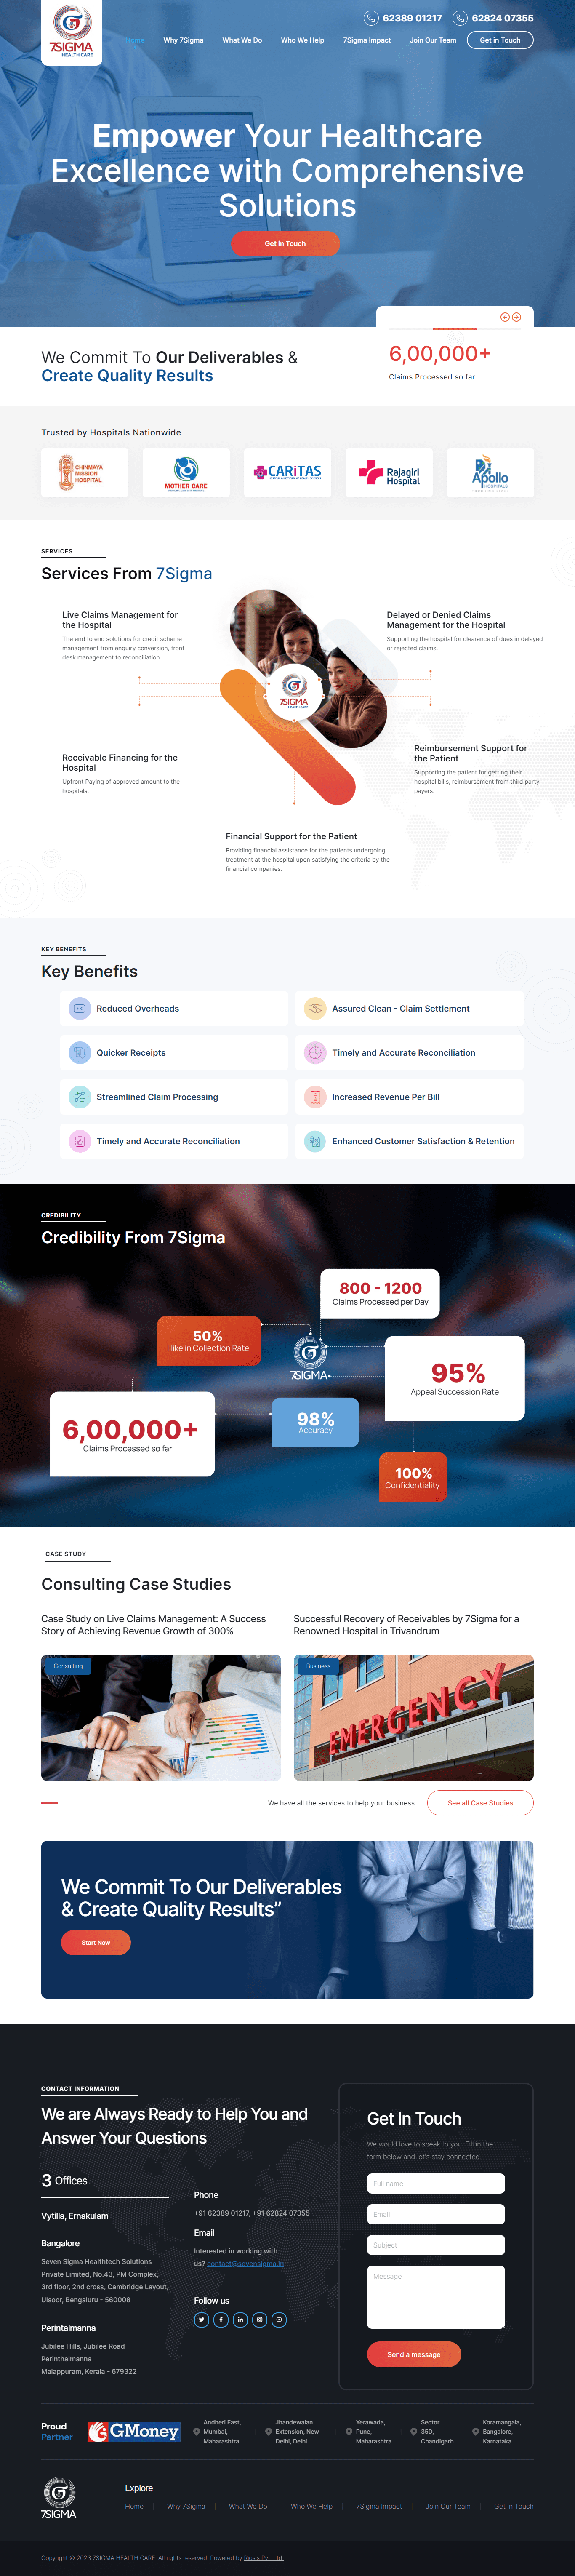 7SIGMA
HEALTH CARE
62389 01217
62824 07355
Home
Why 7Sigma
What We Do
Who We Help
7Sigma Impact
Join Our Team
Get in Touch
HEALTH CARE
Empower Your Healthcare
Excellence with Comprehensive
Solutions
Get in Touch
We Commit To Our Deliverables &
Create Quality Results
6,00,000+
Claims Processed so far.
Trusted by Hospitals Nationwide
CHINMAYA
MISSION
HOSPITAL
MOTHER CARE
CARiTAS
Rajagiri
Hospital
Apollo
HOSPITALS
TOUCHING LIVES
SERVICES
Services From 7Sigma
Live Claims Management for
the Hospital
The end to end solutions for credit scheme
management from enquiry conversion, front
desk management to reconciliation.
Delayed or Denied Claims
Management for the Hospital
Supporting the hospital for clearance of dues in delayed
or rejected claims.
7SIGMA
HEALTH CARE
Receivable Financing for the
Hospital
Upfront Paying of approved amount to the
hospitals.
Reimbursement Support for
the Patient
Supporting the patient for getting their
hospital bills, reimbursement from third party
payers.
Financial Support for the Patient
Providing financial assistance for the patients undergoing
treatment at the hospital upon satisfying the criteria by the
financial companies.
KEY BENEFITS
Key Benefits
Reduced Overheads
Assured Clean - Claim Settlement
Quicker Receipts
Timely and Accurate Reconciliation
Streamlined Claim Processing
Increased Revenue Per Bill
Timely and Accurate Reconciliation
Enhanced Customer Satisfaction & Retention
CREDIBILITY
Credibility From 7Sigma
800 - 1200
Claims Processed per Day
50%
Hike in Collection Rate
7SIGMA
95%
Appeal Succession Rate
6,00,000+
Claims Processed so far
98%
Accuracy
100%
Confidentiality
CASE STUDY
Consulting Case Studies
Case Study on Live Claims Management: A Success
Story of Achieving Revenue Growth of 300%
Successful Recovery of Receivables by 7Sigma for a
Renowned Hospital in Trivandrum
Consulting
Business
EMERGENCY
We have all the services to help your business
See all Case Studies
We Commit To Our Deliverables
& Create Quality Results”
Start Now
CONTACT INFORMATION
We are Always Ready to Help You and
Answer Your Questions
3 Offices
Vytilla, Ernakulam
Bangalore
Seven Sigma Healthtech Solutions
Private Limited, No.43, PM Complex,
3rd floor, 2nd cross, Cambridge Layout,
Ulsoor, Bengaluru - 560008
Perintalmanna
Jubilee Hills, Jubilee Road
Perinthalmanna
Malappuram, Kerala – 679322
Phone
+91 62389 01217, +91 62824 07355
Email
Interested in working with
us? contact@sevensigma.in
Follow us
Get In Touch
We would love to speak to you. Fill in the
form below and let's stay connected.
Full name
Email
Subject
Message
Send a message
Proud
Partner
GMoney
Andheri East,
Mumbai,
Maharashtra
Jhandewalan
Extension, New
Delhi, Delhi
Yerawada,
Pune,
Maharashtra
Sector
35D,
Chandigarh
Koramangala,
Bangalore,
Karnataka
7SIGMA
Explore
Home
Why 7Sigma
What We Do
Who We Help
7Sigma Impact
Join Our Team
Get in Touch
Copyright © 2023 7SIGMA HEALTH CARE. All rights reserved. Powered by Ripsis Pvt. Ltd.